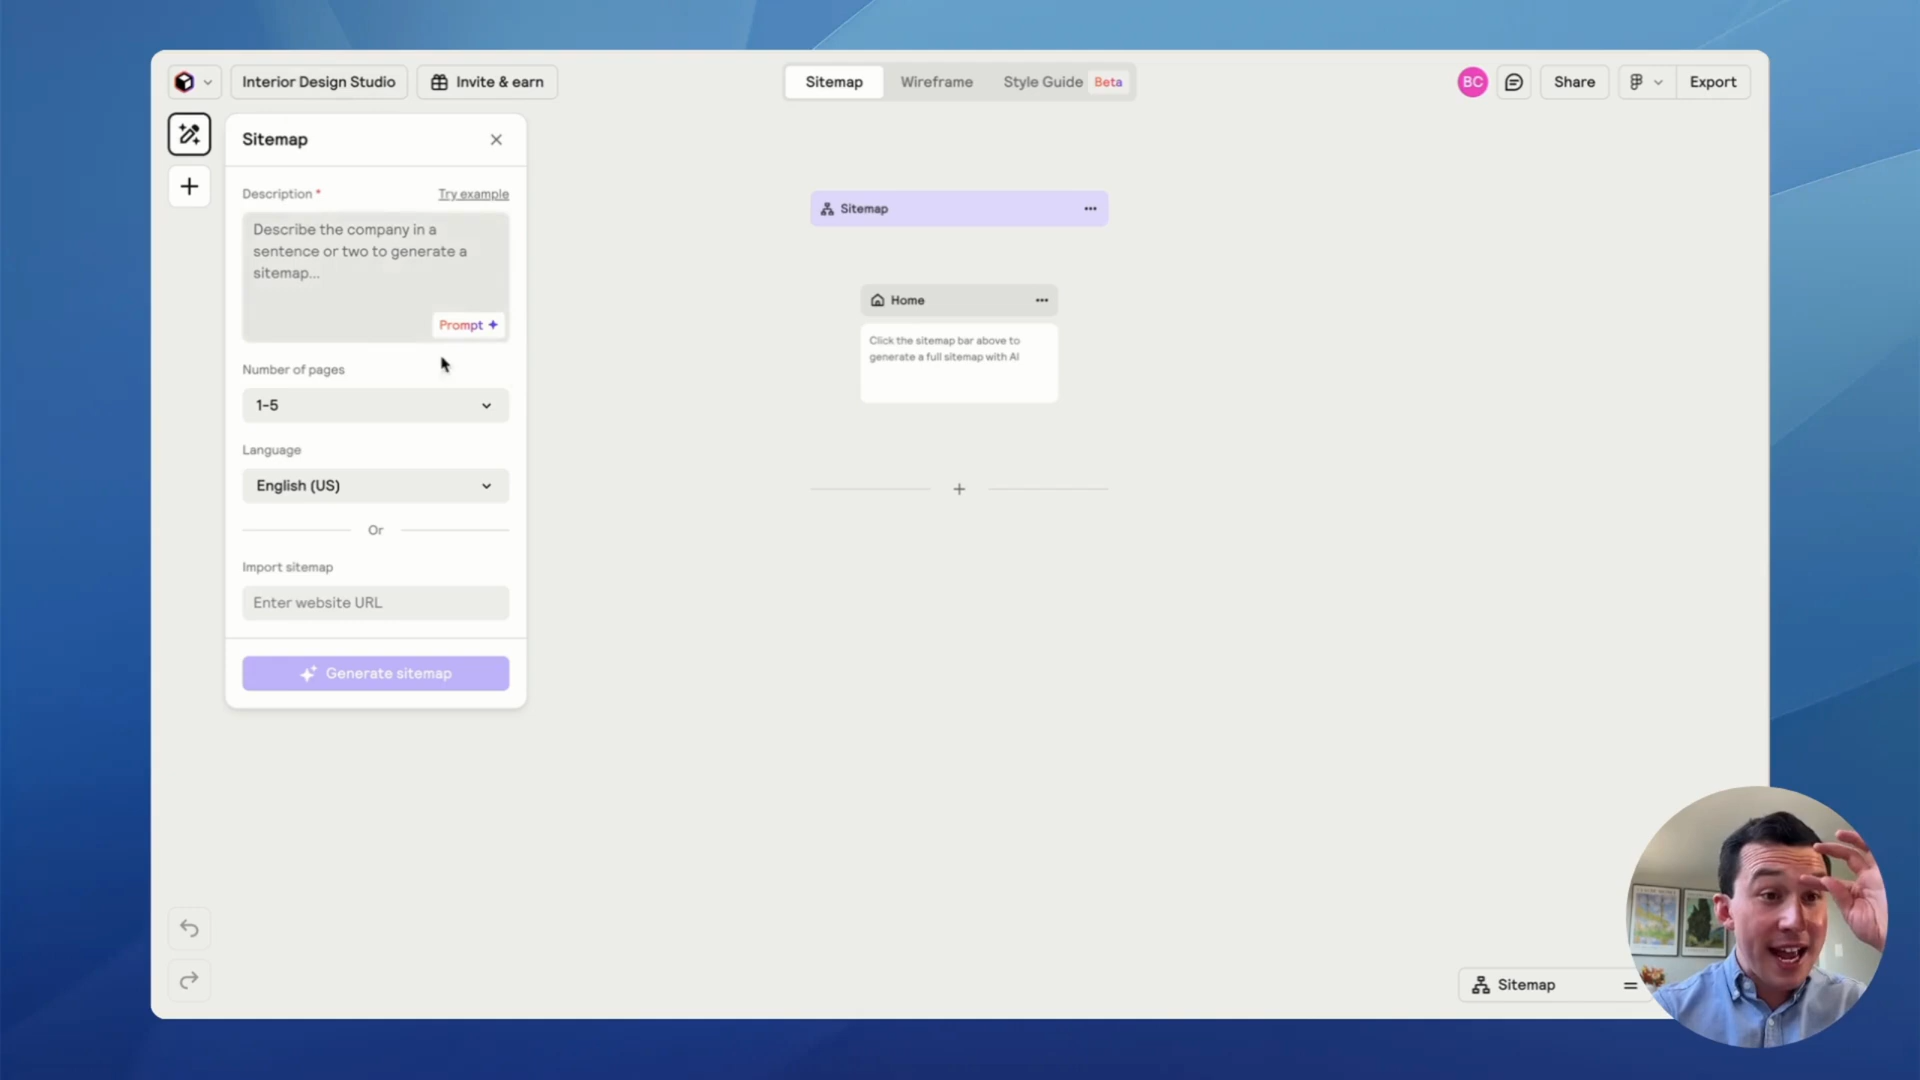 Interior Design Studio
Invite & earn
Sitemap
Wireframe
Style Guide
Beta
BC
Share
Export
Sitemap
Description *
Try example
Describe the company in a
sentence or two to generate a
sitemap...
Prompt
Number of pages
1-5
Language
English (US)
Or
Import sitemap
Enter website URL
Generate sitemap
Sitemap
Home
Click the sitemap bar above to
generate a full sitemap with AI
Sitemap